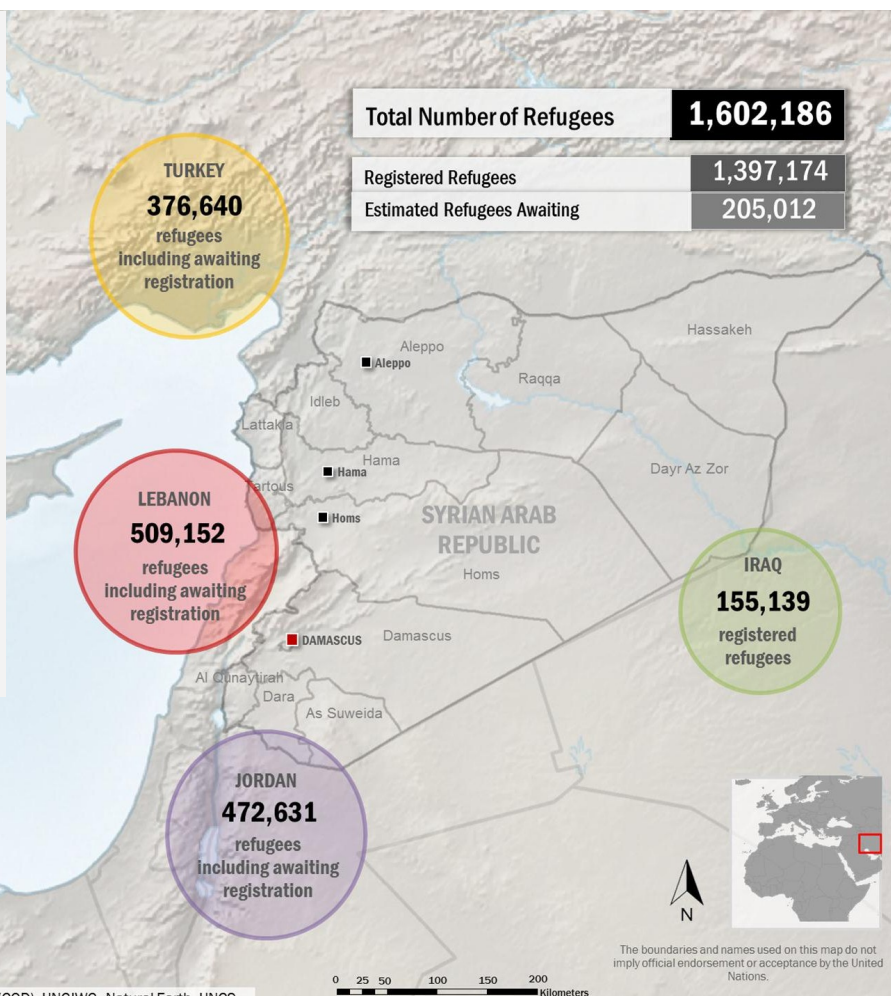 Total Number of Refugees 1,602,186
Registered Refugees 1,397,174
Estimated Refugees Awaiting 205,012
TURKEY
376,640
refugees
including awaiting
registration
Hassakeh
Aleppo
Aleppo
Raqqa
Idleb
Lattakia
Hama
Hama
Dayr Az Zor
Tartous
LEBANON
509,152
refugees
including awaiting
registration
Homs
SYRIAN ARAB
REPUBLIC
Homs
IRAQ
155,139
registered
refugees
DAMASCUS
Damascus
Al Qunaytirah
Dara
As Suweida
JORDAN
472,631
refugees
including awaiting
registration
N
The boundaries and names used on this map do not
imply official endorsement or acceptance by the United
Nations.
0 25 50 100 150 200
Kilometers
UNGIWG, Natural Earth, UNCS